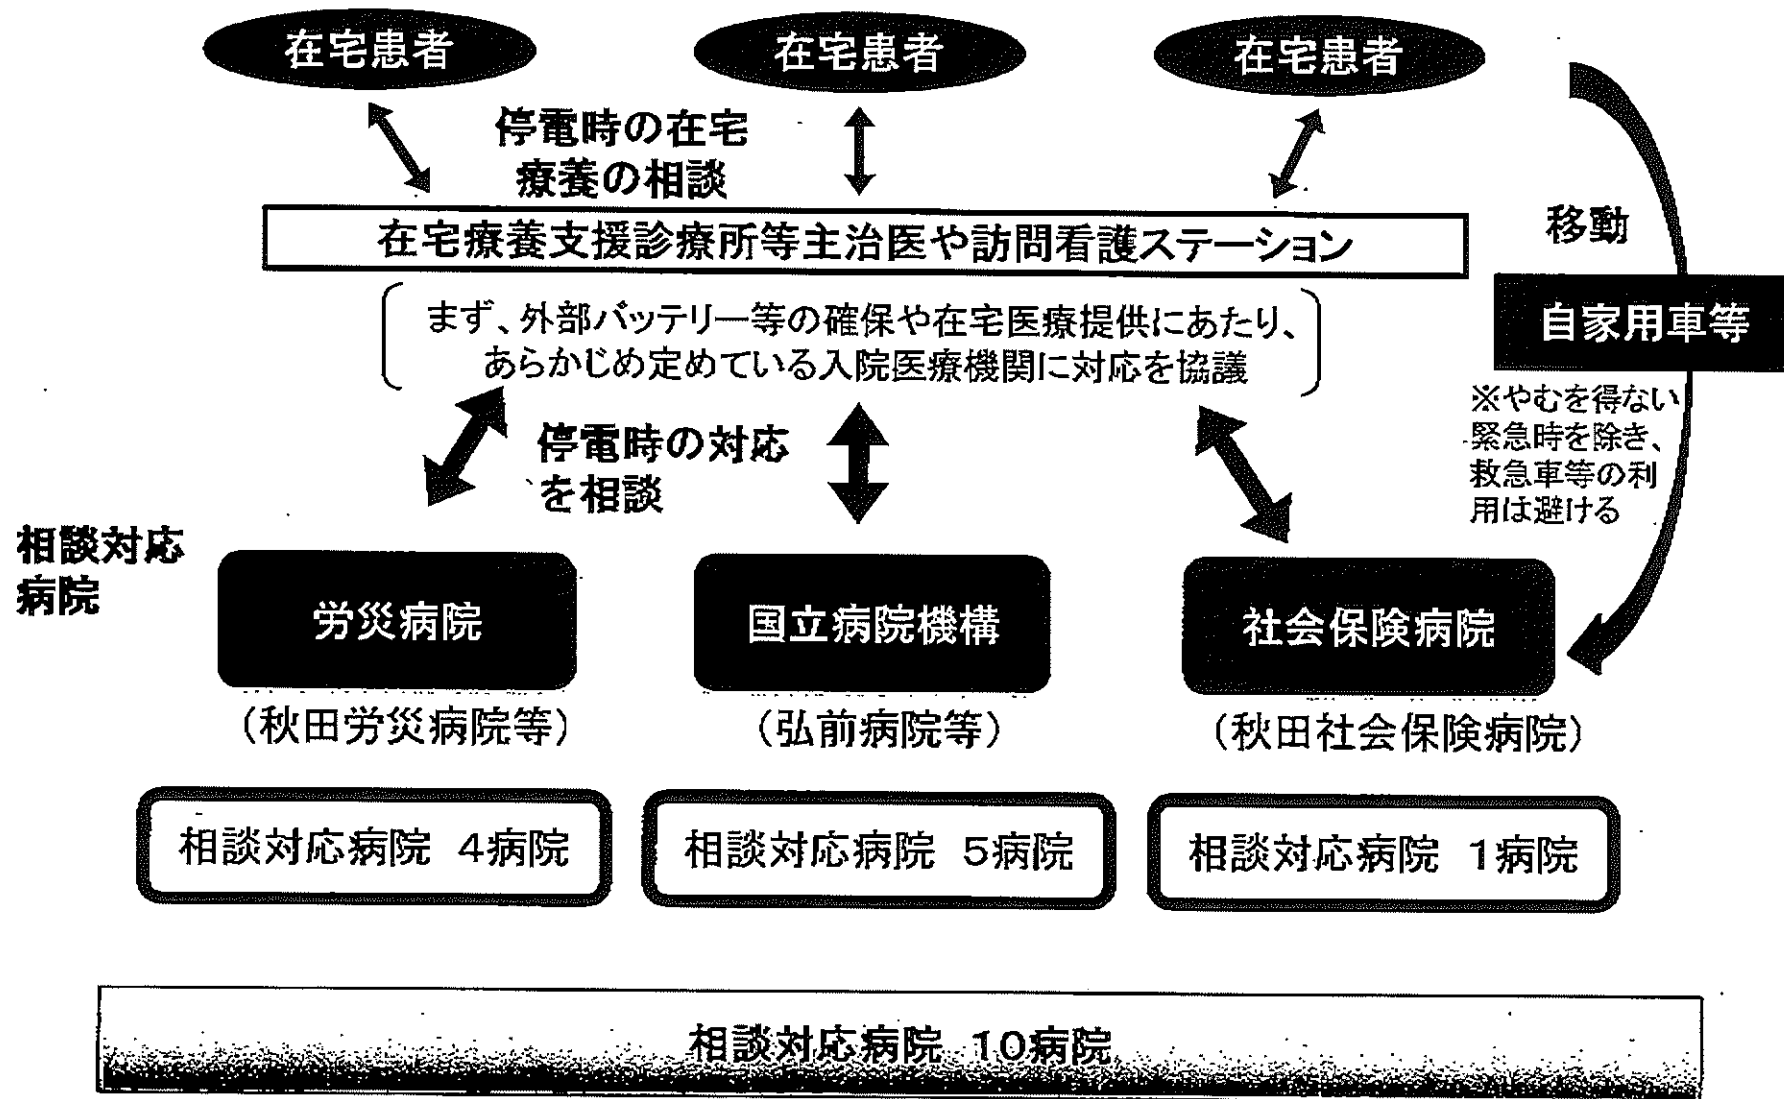 在宅患者
在宅患者
在宅患者
停電時の在宅
療養の相談
在宅療養支援診療所等主治医や訪問看護ステーション
まず、外部バッテリー等の確保や在宅医療提供にあたり、
あらかじめ定めている入院医療機関に対応を協議
移動
自家用車等
※やむを得ない
緊急時を除き、
救急車等の利
用は避ける
停電時の対応
を相談
相談対応
病院
労災病院
国立病院機構
社会保険病院
（秋田労災病院等）
（弘前病院等）
（秋田社会保険病院）
相談対応病院 4病院
相談対応病院 5病院
相談対応病院 1病院
相談対応病院 10病院